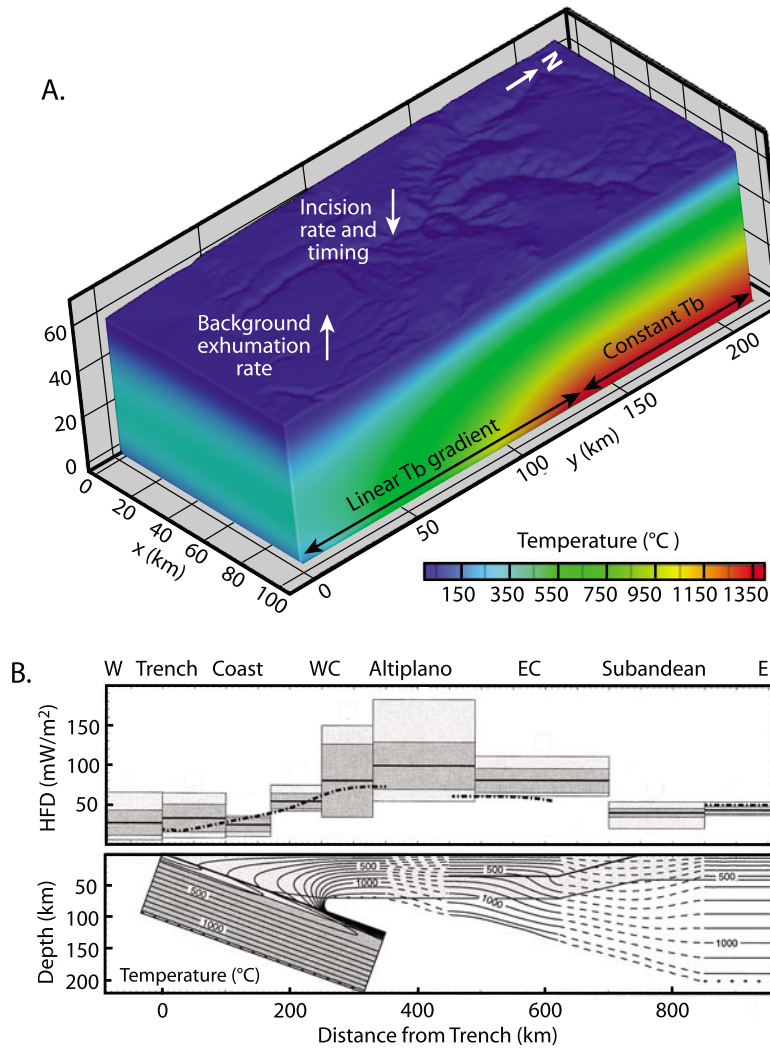 A.
N
Incision
rate and
timing
Background
exhumation
rate
Constant Tb
Linear Tb gradient
60
40
20
0
0
20
40
60
80
100
x (km)
0
50
100
150
200
y (km)
Temperature (°C )
150 350 550 750 950 1150 1350
B.
W Trench Coast WC Altiplano EC Subandean E
HFD (mW/m²)
150
100
50
Depth (km)
50
100
150
200
500
1000
500
1000
500
1000
500
1000
Temperature (°C)
0 200 400 600 800
Distance from Trench (km)